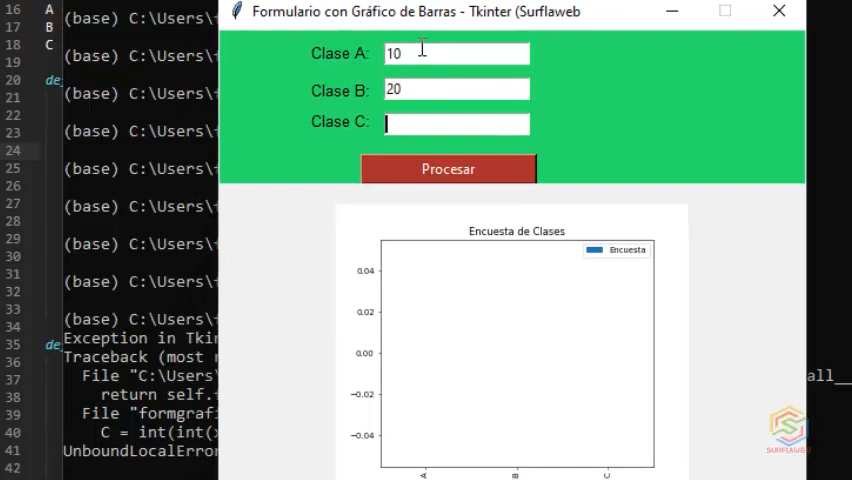 16 A
17 B
18 C
19
20 de
21
22
23
24
25
26
27
28
29
30
31
32
33
34
35 de
36
37
38
39
40
41
42
(base) C:\Users\
(base) C:\Users\
(base) C:\Users\
(base) C:\Users\
(base) C:\Users\
(base) C:\Users\
(base) C:\Users\
(base) C:\Users\
(base) C:\Users\
Exception in Tki
Traceback (most
File "C:\Users\
return self.
File "formgraf
C = int(int(
UnboundLocalError
all__
Formulario con Gráfico de Barras - Tkinter (Surflaweb
Clase A: 10
Clase B: 20
Clase C:
Procesar
Encuesta de Clases
Encuesta
0.04
0.02
0.00
−0.02
−0.04
A
B
C
SURFLAWEB